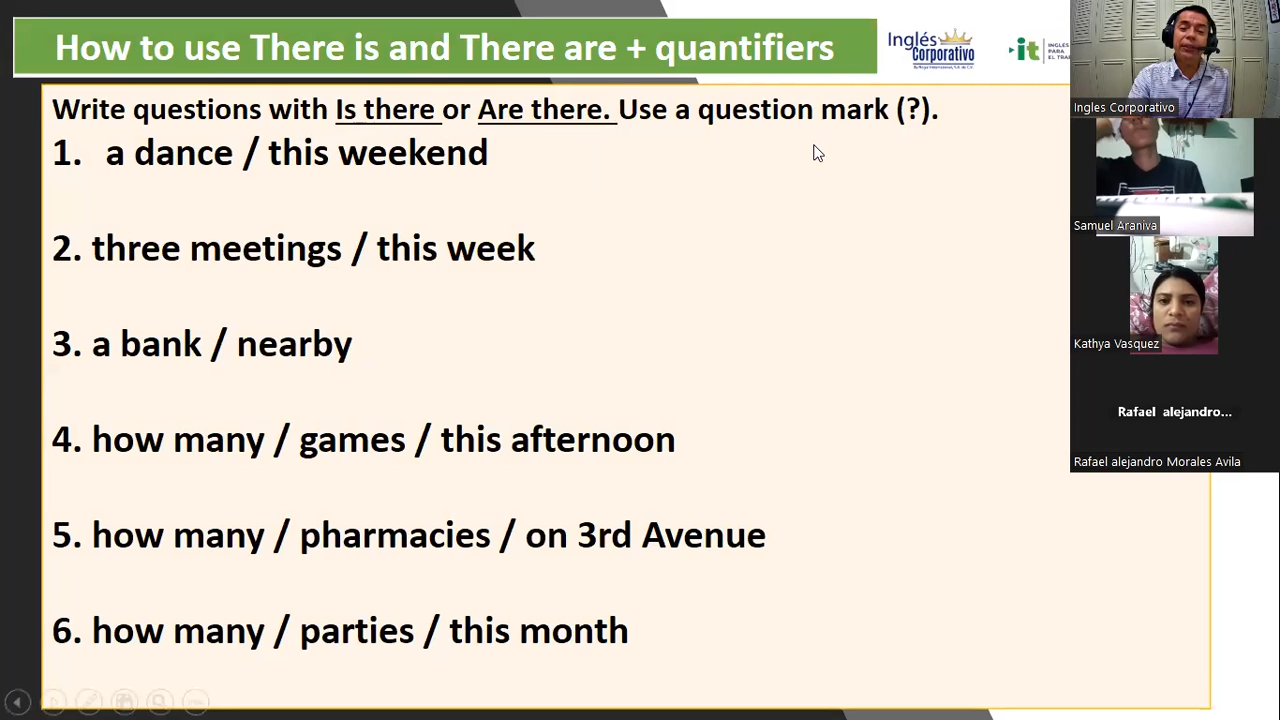 How to use There is and There are + quantifiers
Inglés
Corporativo
it
Write questions with Is there or Are there. Use a question mark (?).
1. a dance / this weekend
2. three meetings / this week
3. a bank / nearby
4. how many / games / this afternoon
5. how many / pharmacies / on 3rd Avenue
6. how many / parties / this month
Ingles Corporativo
Samuel Araniva
Kathya Vasquez
Rafael alejandro...
Rafael alejandro Morales Avila